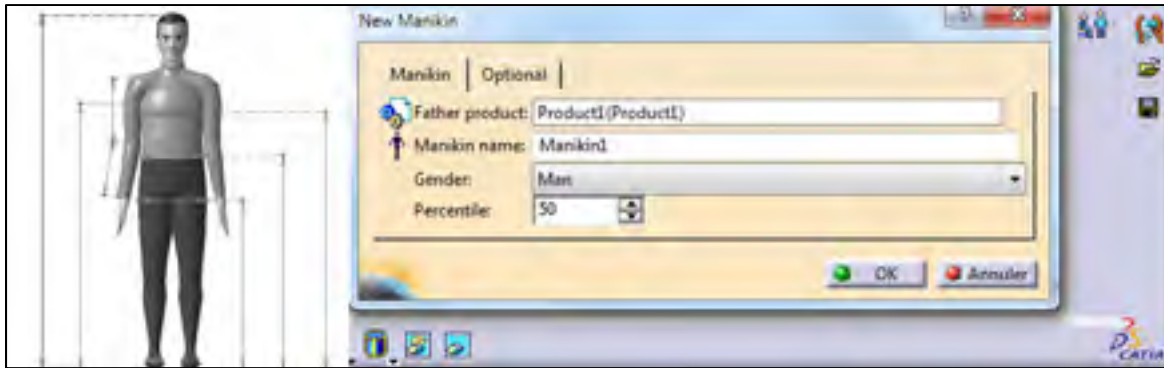 New Manikin
Manikin Optional
Father product: Product1(Product1)
Manikin name: Manikin1
Gender: Man
Percentile: 50
OK Annuler
CATIA